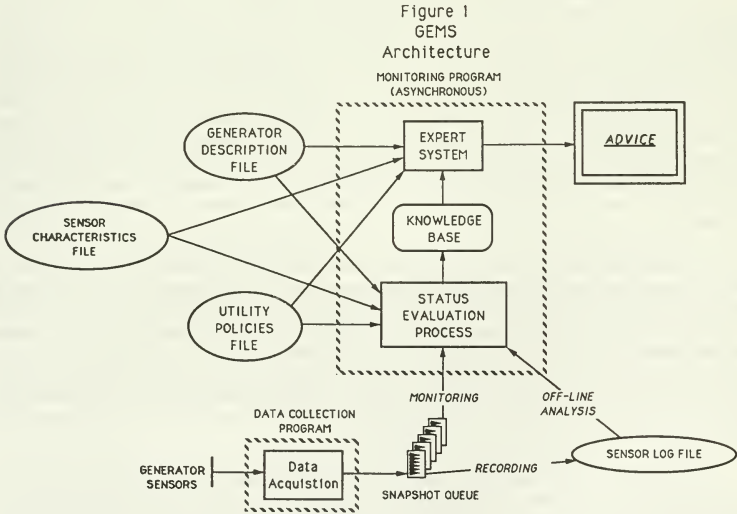 Figure 1
GEMS
Architecture
MONITORING PROGRAM
(ASYNCHRONOUS)
GENERATOR
DESCRIPTION
FILE
EXPERT
SYSTEM
ADVICE
SENSOR
CHARACTERISTICS
FILE
KNOWLEDGE
BASE
UTILITY
POLICIES
FILE
STATUS
EVALUATION
PROCESS
MONITORING
OFF-LINE
ANALYSIS
DATA COLLECTION
PROGRAM
GENERATOR
SENSORS
Data
Acquistion
SNAPSHOT QUEUE
RECORDING
SENSOR LOG FILE